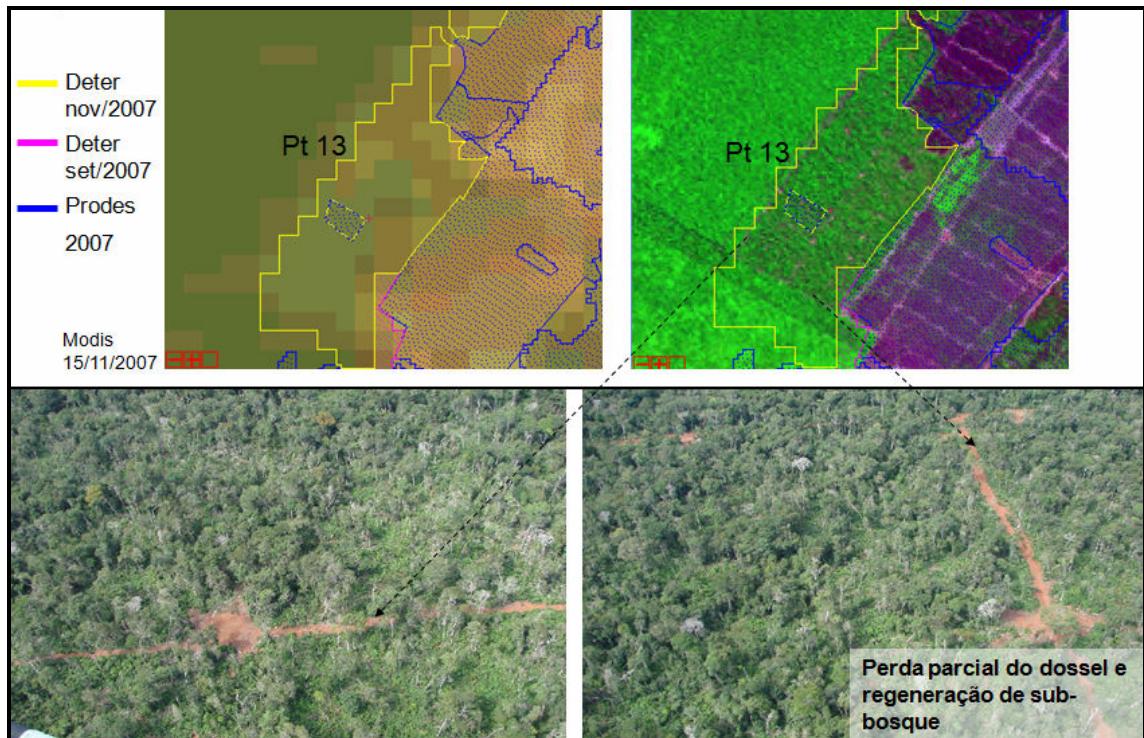 Deter
nov/2007
Deter
set/2007
Prodes
2007
Modis
15/11/2007
Pt 13
Pt 13
Perda parcial do dossel e
regeneração de sub-
bosque